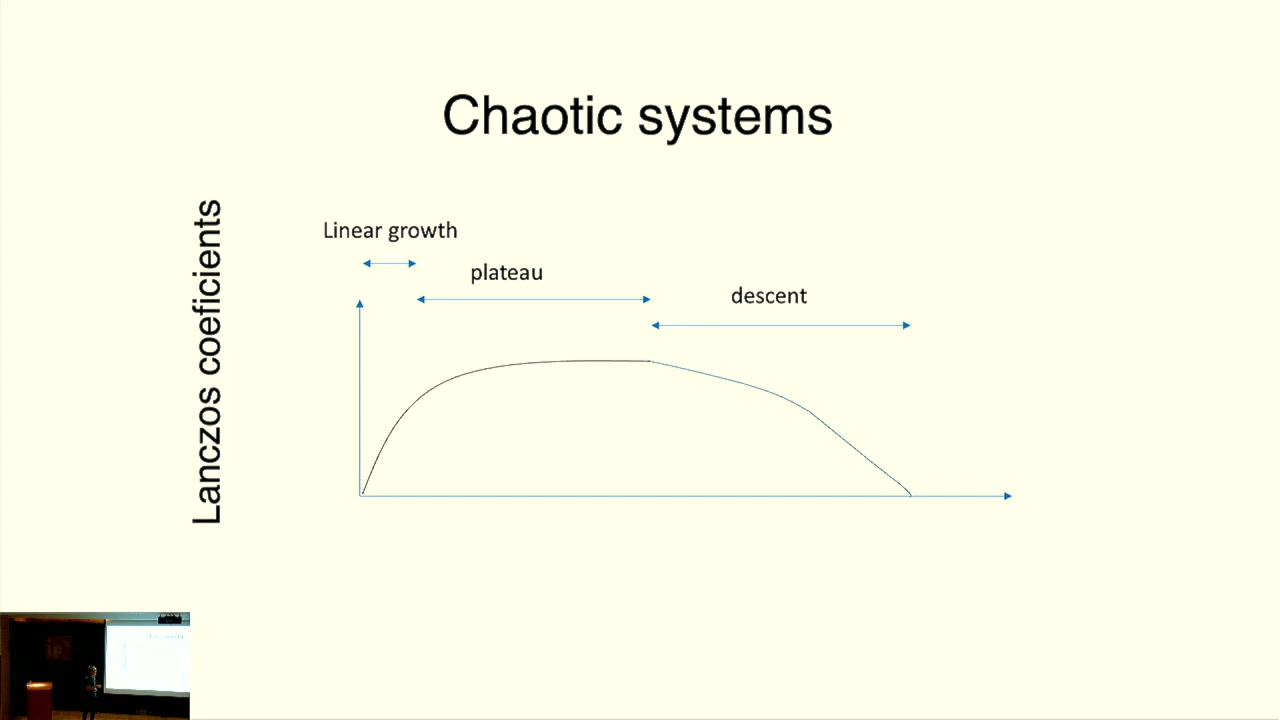 Chaotic systems
Lanczos coeficients
Linear growth
plateau
descent